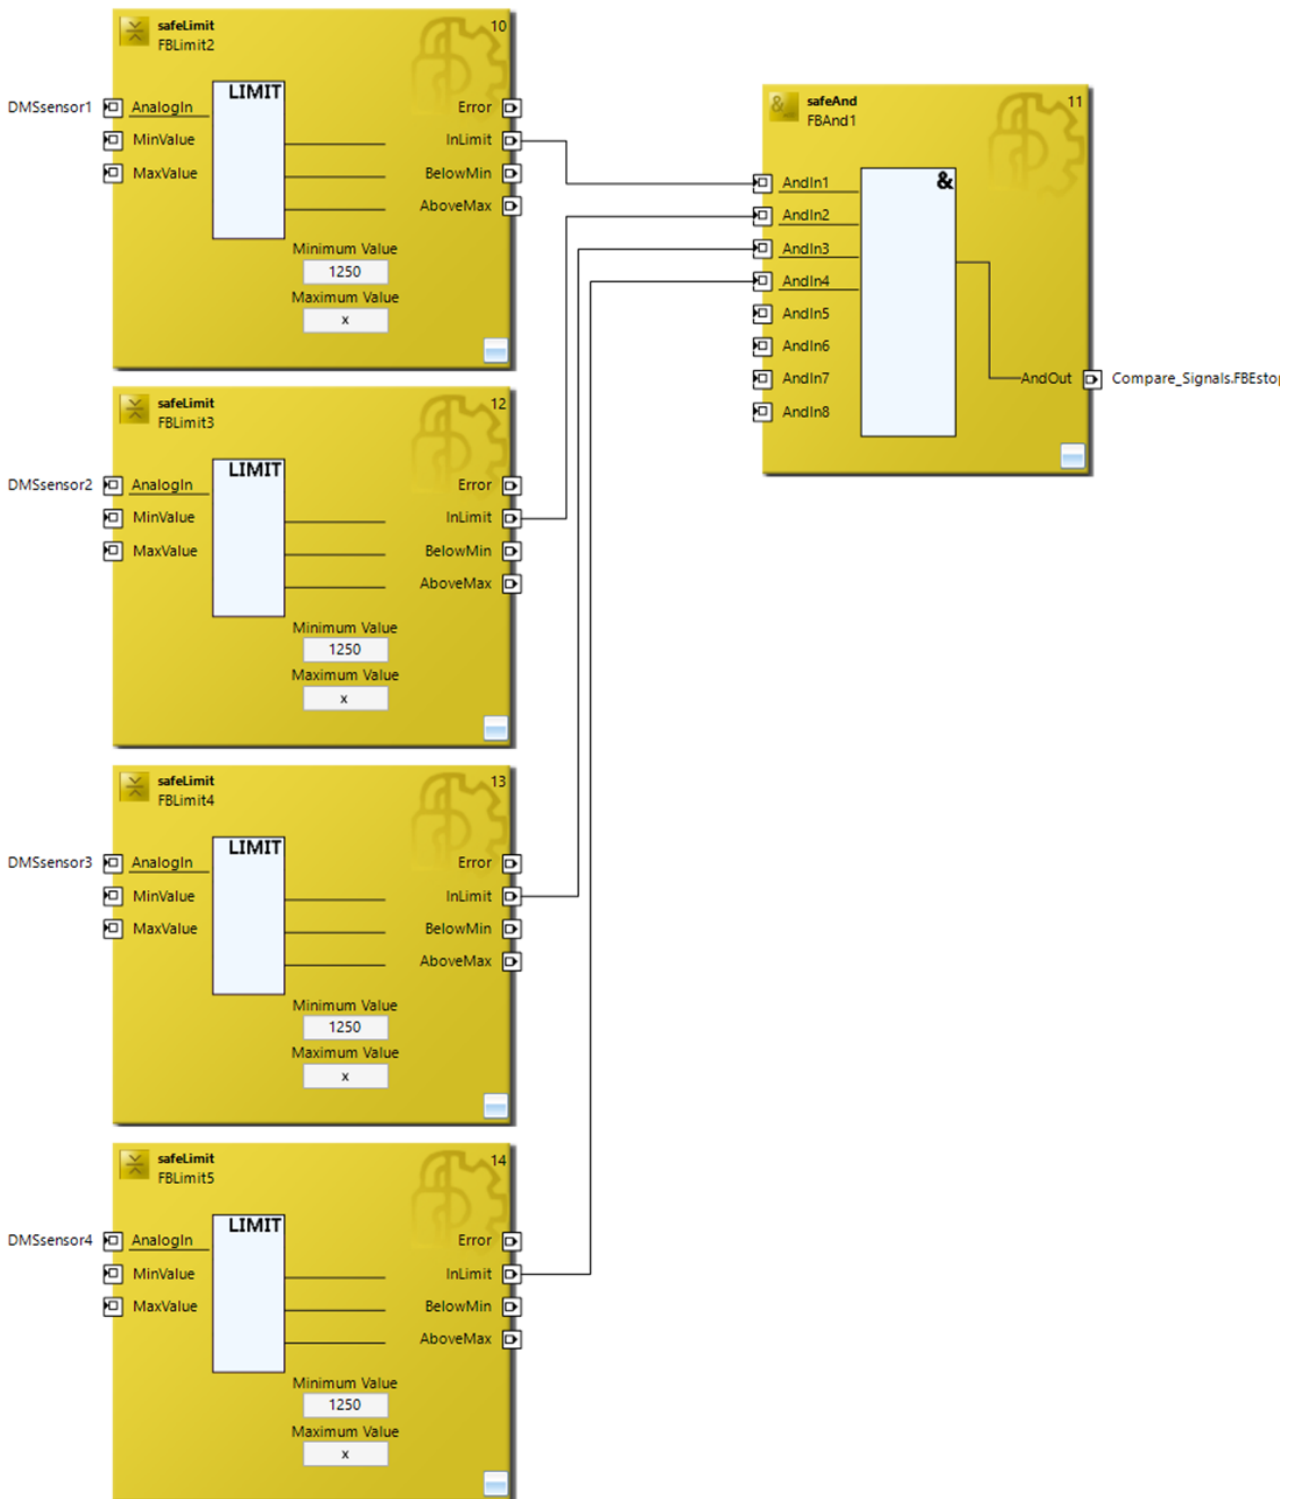 safeLimit
FBLimit2
10
LIMIT
DMSsensor1
AnalogIn
MinValue
MaxValue
Error
InLimit
BelowMin
AboveMax
Minimum Value
1250
Maximum Value
x
&
safeAnd
FBAnd1
11
&
AndIn1
AndIn2
AndIn3
AndIn4
AndIn5
AndIn6
AndIn7
AndIn8
AndOut
Compare_Signals.FBEstop
safeLimit
FBLimit3
12
LIMIT
DMSsensor2
AnalogIn
MinValue
MaxValue
Error
InLimit
BelowMin
AboveMax
Minimum Value
1250
Maximum Value
x
safeLimit
FBLimit4
13
LIMIT
DMSsensor3
AnalogIn
MinValue
MaxValue
Error
InLimit
BelowMin
AboveMax
Minimum Value
1250
Maximum Value
x
safeLimit
FBLimit5
14
LIMIT
DMSsensor4
AnalogIn
MinValue
MaxValue
Error
InLimit
BelowMin
AboveMax
Minimum Value
1250
Maximum Value
x